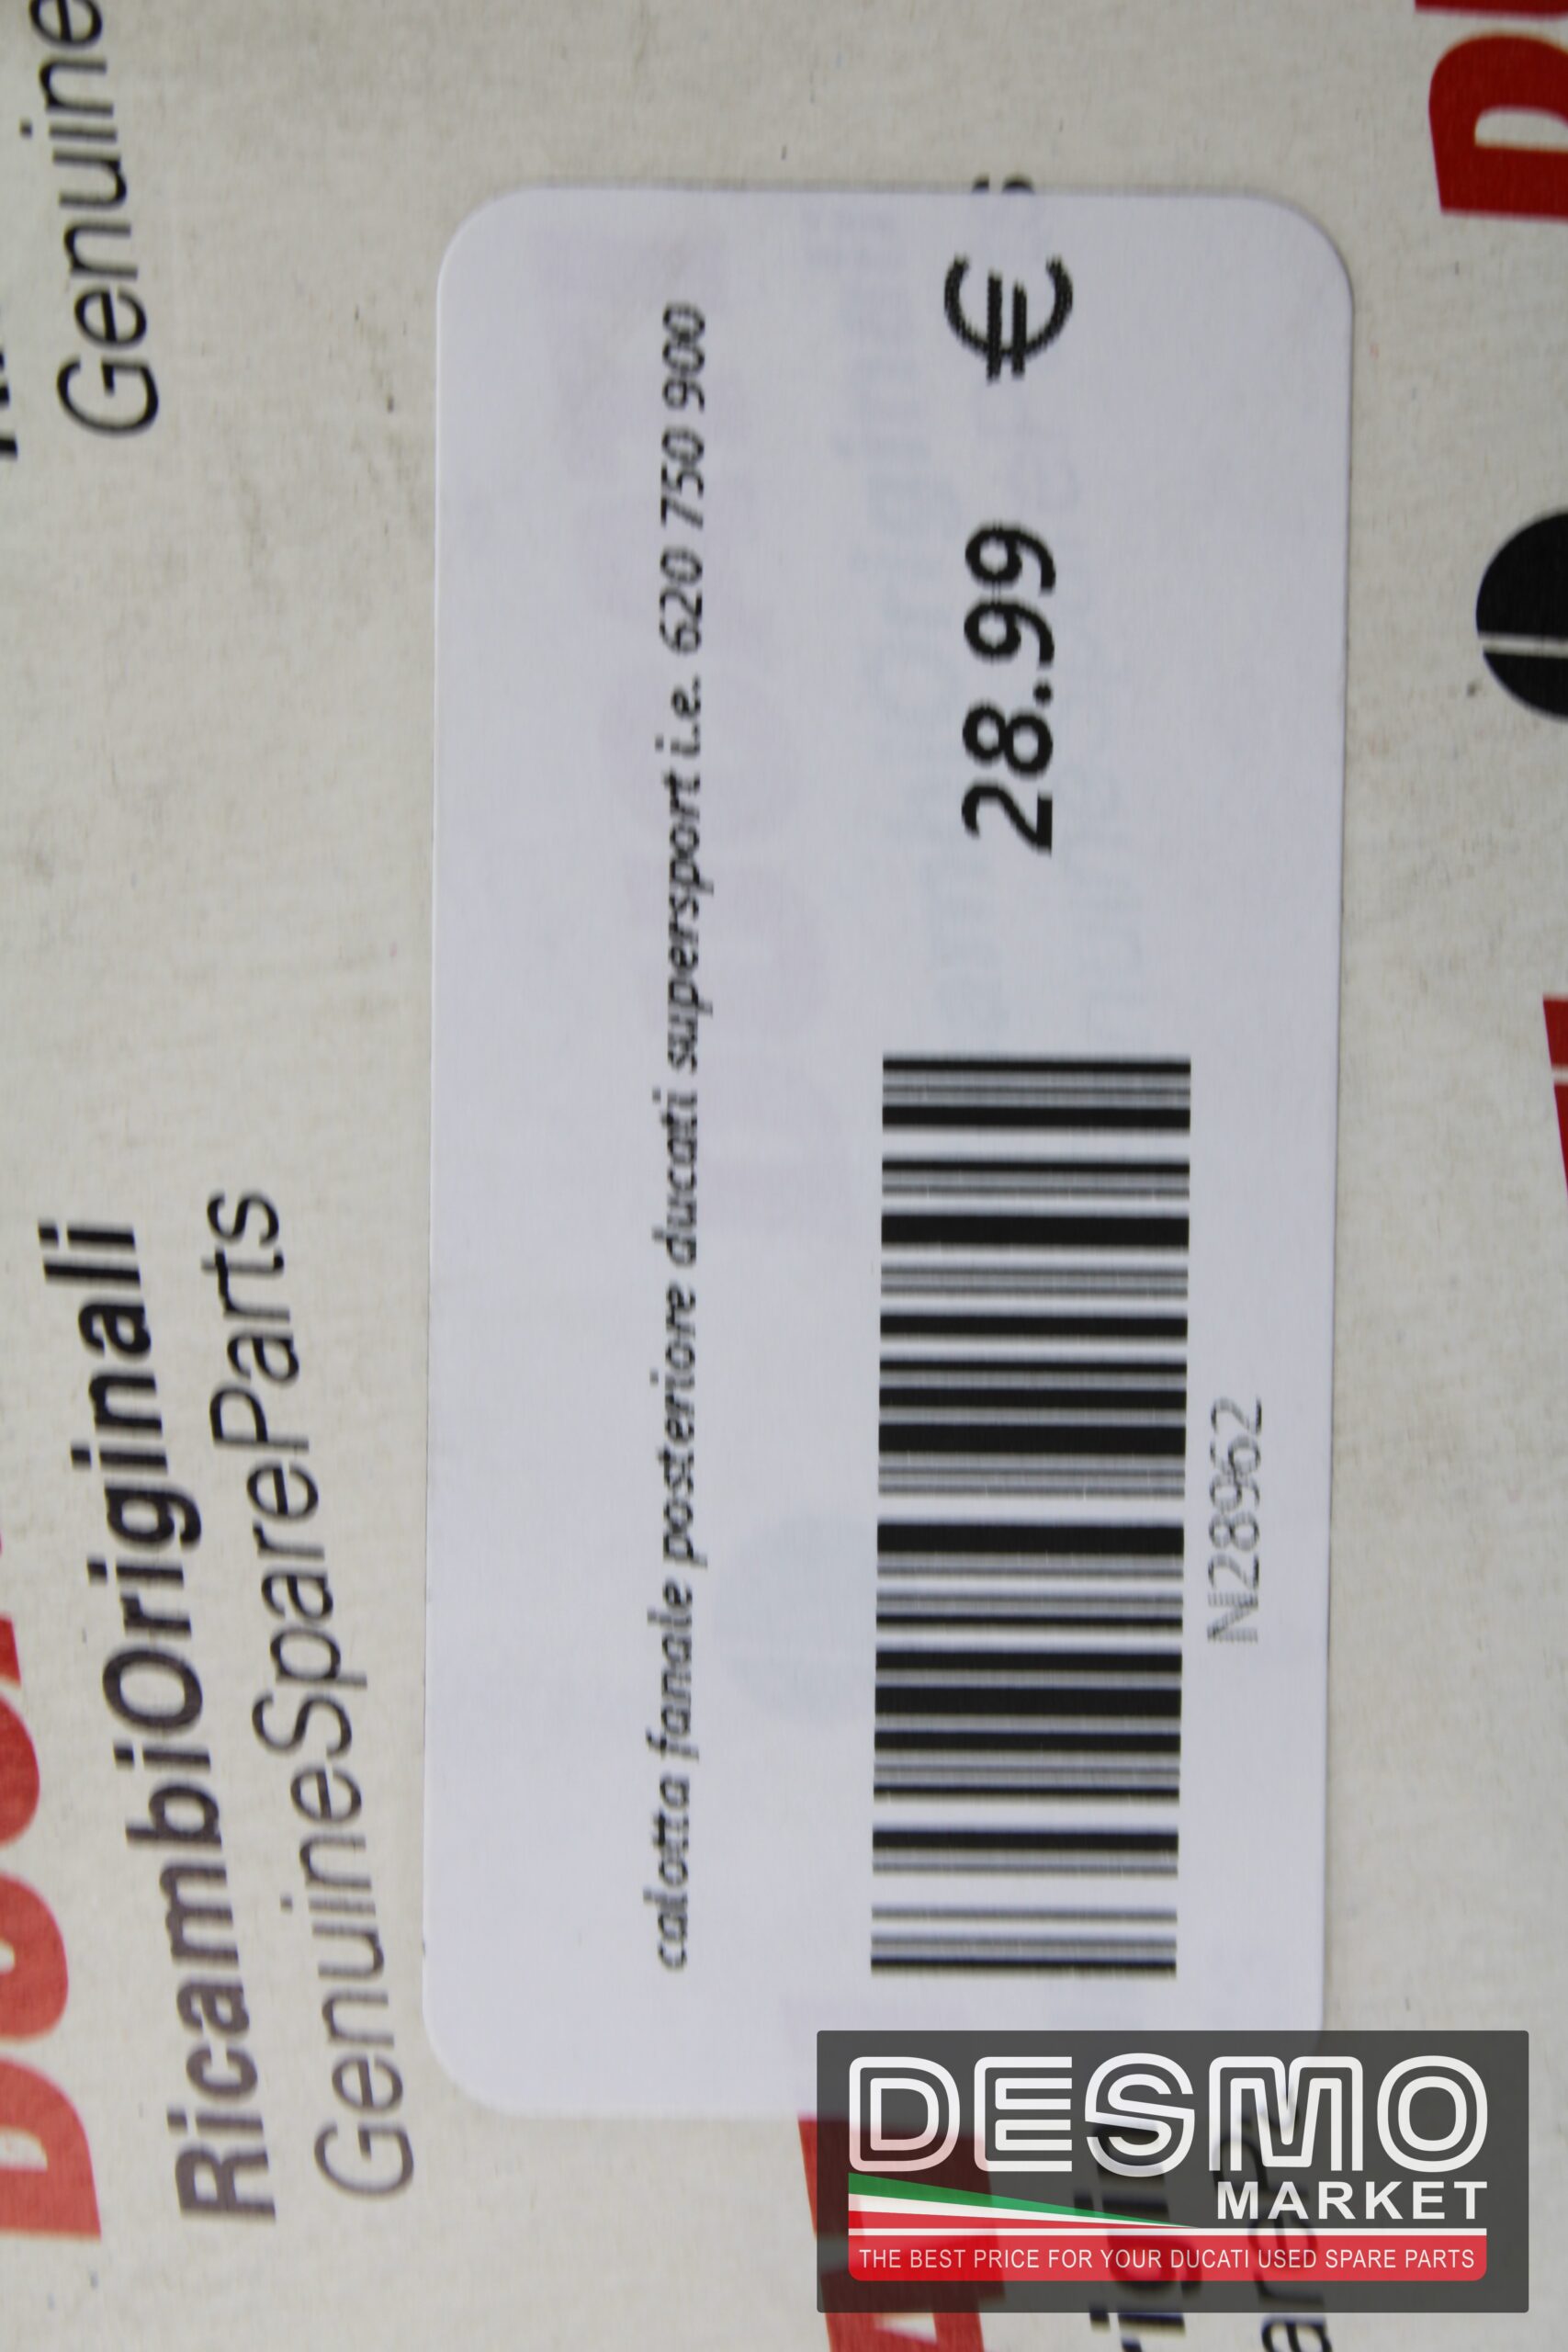 Genuine
RicambiOriginali
GenuineSpareParts
calotta fanale posteriore ducati supersport i.e. 620 750 900
28.99 €
N28962
DESMO
MARKET
THE BEST PRICE FOR YOUR DUCATI USED SPARE PARTS